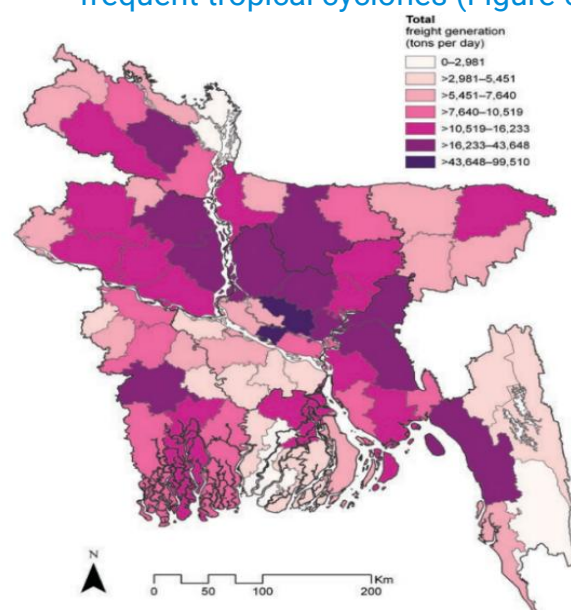 frequent tropical cyclones (Figure
Total
freight generation
(tons per day)
0–2,981
>2,981–5,451
>5,451–7,640
>7,640–10,519
>10,519–16,233
>16,233–43,648
>43,648–99,510
N
Km
0 50 100 200